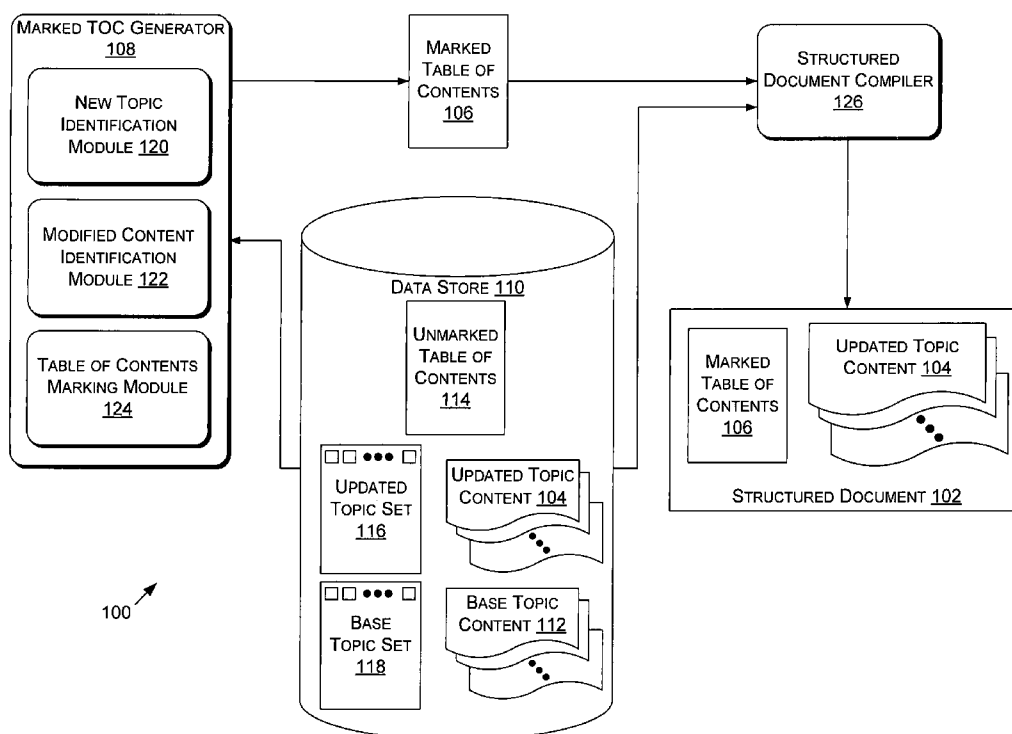 MARKED TOC GENERATOR
108
NEW TOPIC
IDENTIFICATION
MODULE 120
MODIFIED CONTENT
IDENTIFICATION
MODULE 122
TABLE OF CONTENTS
MARKING MODULE
124
MARKED
TABLE OF
CONTENTS
106
STRUCTURED
DOCUMENT COMPILER
126
DATA STORE 110
UNMARKED
TABLE OF
CONTENTS
114
UPDATED
TOPIC SET
116
UPDATED TOPIC
CONTENT 104
BASE
TOPIC SET
118
BASE TOPIC
CONTENT 112
MARKED
TABLE OF
CONTENTS
106
UPDATED TOPIC
CONTENT 104
STRUCTURED DOCUMENT 102
100